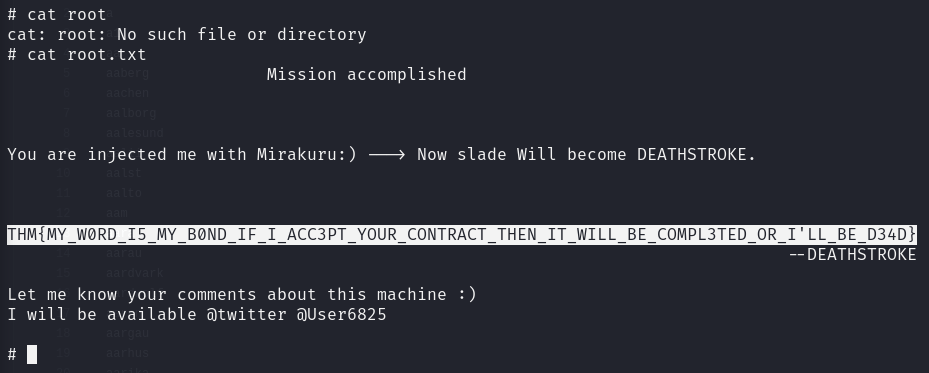 # cat root
cat: root: No such file or directory
# cat root.txt
Mission accomplished
You are injected me with Mirakuru:) ---> Now slade Will become DEATHSTROKE.
THM{MY_W0RD_I5_MY_B0ND_IF_I_ACC3PT_YOUR_CONTRACT_THEN_IT_WILL_BE_COMPL3TED_OR_I'LL_BE_D34D}
--DEATHSTROKE
Let me know your comments about this machine :)
I will be available @twitter @User6825
#
5 aaberg
6 aachen
7 aalborg
8 aalesund
10 aalst
11 aalto
12 aam
14 aarau
15 aardvark
18 aargau
19 aarhus